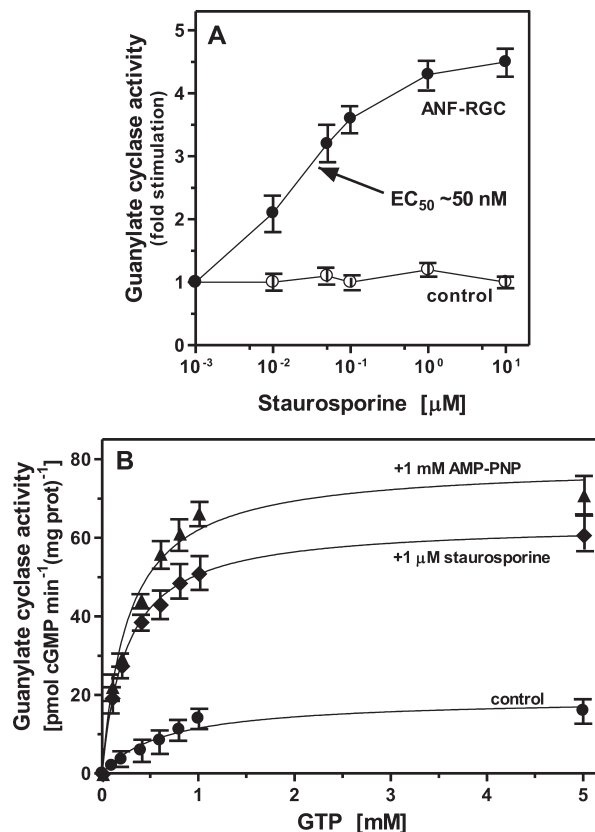 A
Guanylate cyclase activity
(fold stimulation)
5
4
3
2
1
0
ANF-RGC
EC₅₀ ~50 nM
control
10⁻³
10⁻²
10⁻¹
10⁰
10¹
Staurosporine [μM]
B
Guanylate cyclase activity
[pmol cGMP min⁻¹(mg prot)⁻¹]
80
60
40
20
0
+1 mM AMP-PNP
+1 μM staurosporine
control
0
1
2
3
4
5
GTP [mM]